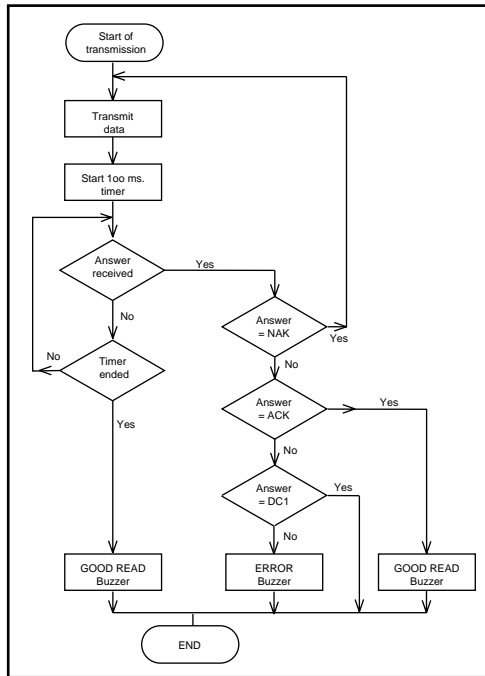 Start of
transmission
Transmit
data
Start 1oo ms.
timer
Answer
received
Yes
No
Answer
= NAK
Yes
No
Timer
ended
No
Yes
Answer
= ACK
Yes
No
Answer
= DC1
Yes
No
GOOD READ
Buzzer
ERROR
Buzzer
GOOD READ
Buzzer
END